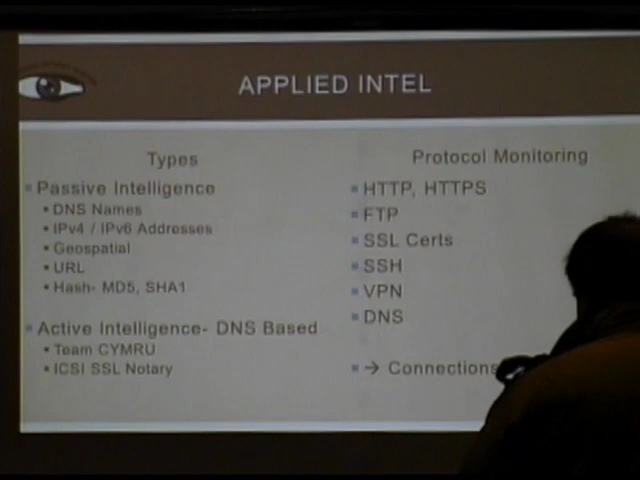 APPLIED INTEL
Types
Passive Intelligence
DNS Names
IPv4 / IPv6 Addresses
Geospatial
URL
Hash- MD5, SHA1
Active Intelligence- DNS Based
Team CYMRU
ICSI SSL Notary
Protocol Monitoring
HTTP, HTTPS
FTP
SSL Certs
SSH
VPN
DNS
→ Connections